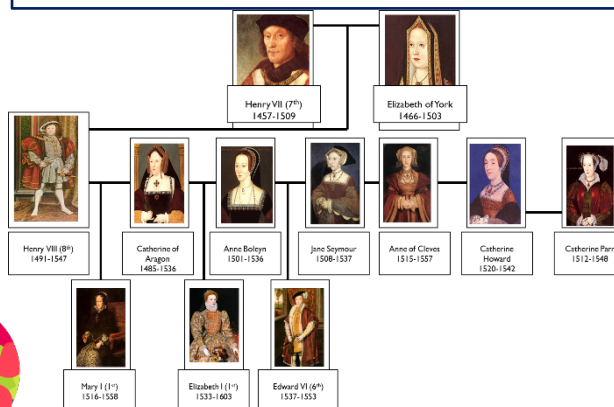 Henry VII (7th)
1457-1509
Elizabeth of York
1466-1503
Henry VIII (8th)
1491-1547
Catherine of
Aragon
1485-1536
Anne Boleyn
1501-1536
Jane Seymour
1508-1537
Anne of Cleves
1515-1557
Catherine
Howard
1520-1542
Catherine Parr
1512-1548
Mary I (1st)
1516-1558
Elizabeth I (1st)
1533-1603
Edward VI (6th)
1537-1553